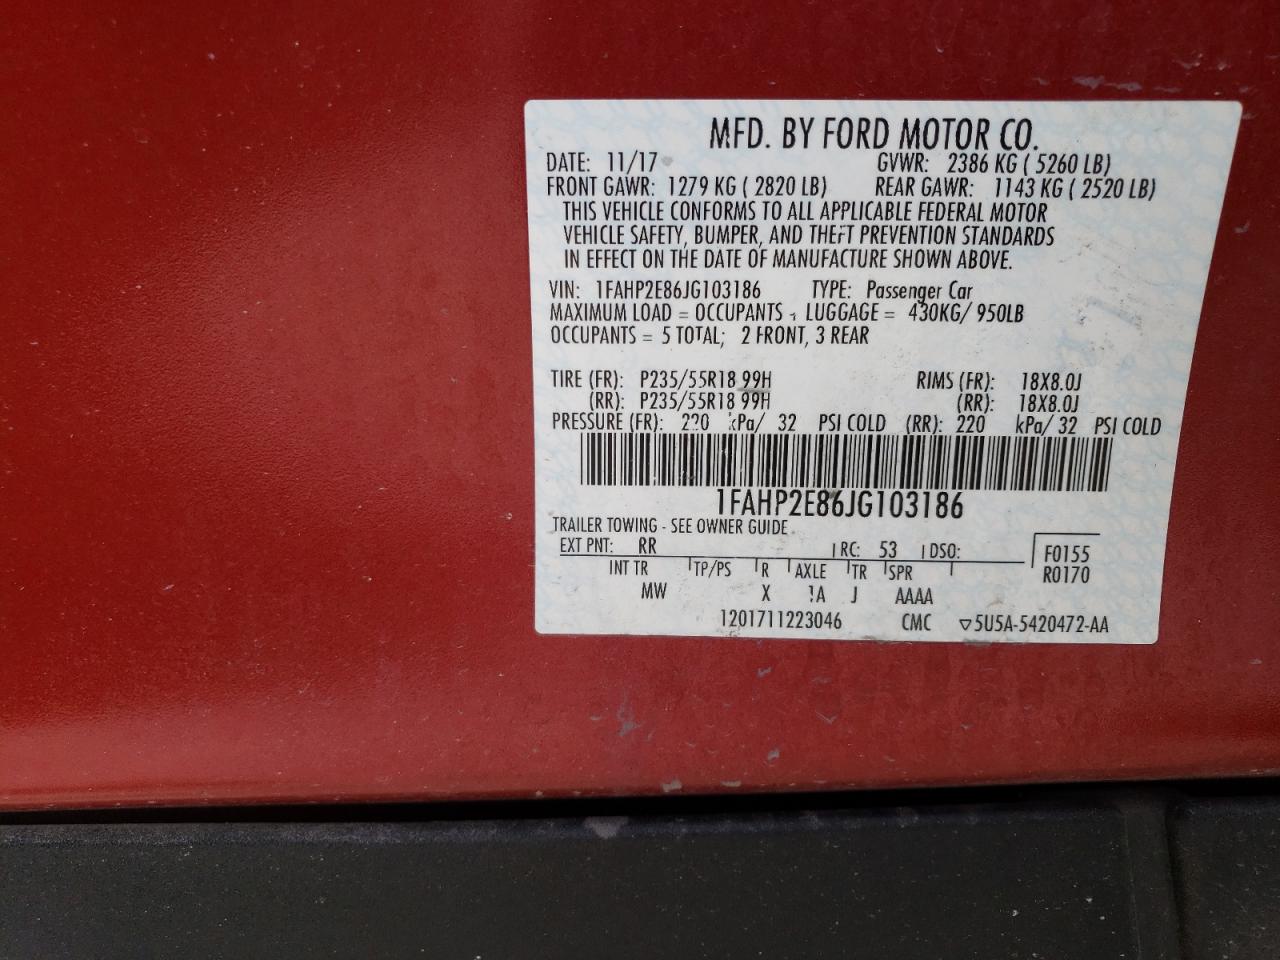 MFD. BY FORD MOTOR CO.
DATE: 11/17 GVWR: 2386 KG ( 5260 LB)
FRONT GAWR: 1279 KG ( 2820 LB) REAR GAWR: 1143 KG ( 2520 LB)
THIS VEHICLE CONFORMS TO ALL APPLICABLE FEDERAL MOTOR
VEHICLE SAFETY, BUMPER, AND THEFT PREVENTION STANDARDS
IN EFFECT ON THE DATE OF MANUFACTURE SHOWN ABOVE.
VIN: 1FAHP2E86JG103186 TYPE: Passenger Car
MAXIMUM LOAD = OCCUPANTS + LUGGAGE = 430KG/ 950LB
OCCUPANTS = 5 TOTAL; 2 FRONT, 3 REAR
TIRE (FR): P235/55R18 99H RIMS (FR): 18X8.0J
(RR): P235/55R18 99H (RR): 18X8.0J
PRESSURE (FR): 220 kPa/ 32 PSI COLD (RR): 220 kPa/ 32 PSI COLD
1FAHP2E86JG103186
TRAILER TOWING - SEE OWNER GUIDE
EXT PNT: RR RC: 53 DSO: F0155
INT TR TP/PS R AXLE TR SPR R0170
MW X J AAAA
1201711223046 CMC ▽5U5A-5420472-AA